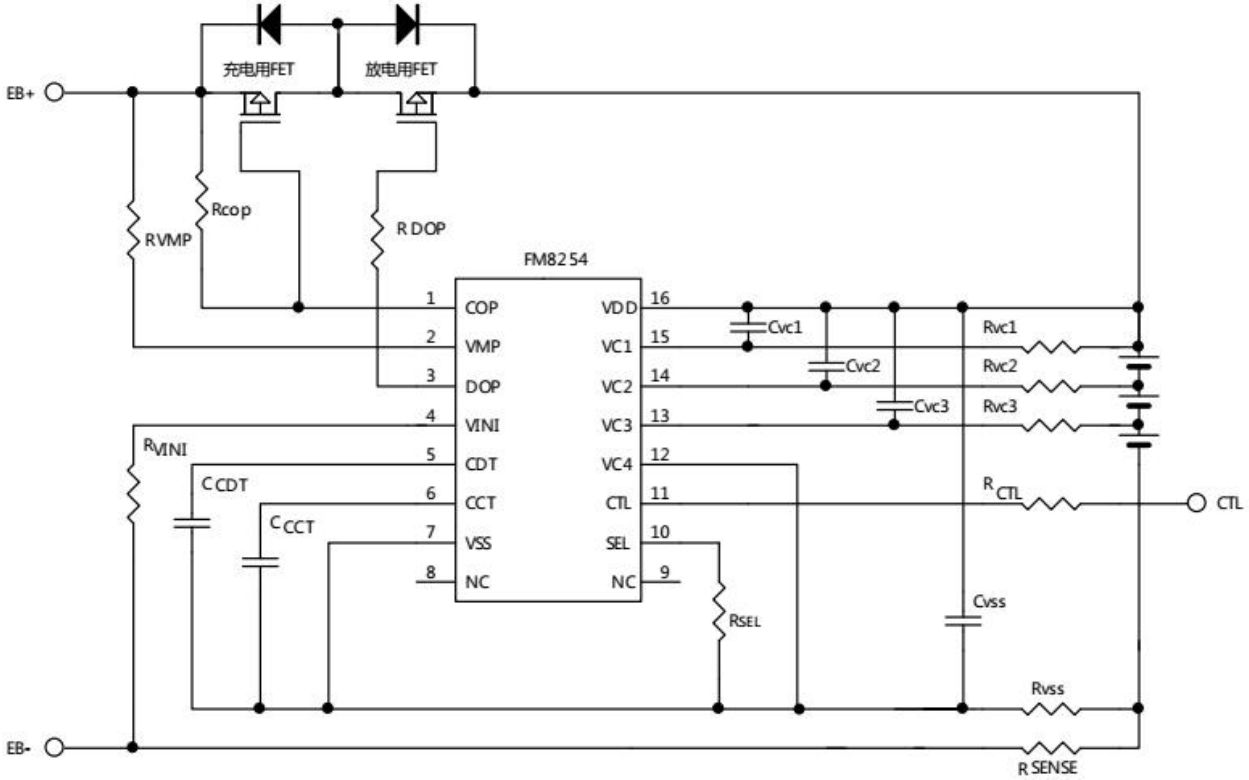 充电用FET
放电用FET
EB+
Rcop
RVMP
R DOP
FM8254
1 COP
VDD 16
2 VMP
VC1 15
3 DOP
VC2 14
4 VINI
VC3 13
5 CDT
VC4 12
6 CCT
CTL 11
7 VSS
SEL 10
8 NC
NC 9
Cvc1
Rvc1
Cvc2
Rvc2
Cvc3
Rvc3
RVINI
C CDT
C CCT
R CTL
CTL
RSEL
Cvss
Rvss
EB-
R SENSE